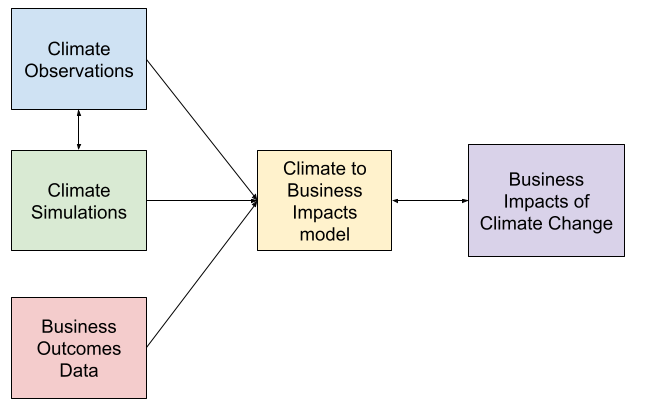 Climate
Observations
Climate
Simulations
Business
Outcomes
Data
Climate to
Business
Impacts
model
Business
Impacts of
Climate Change